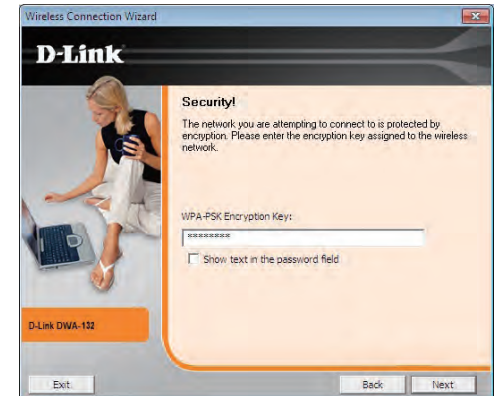 Wireless Connection Wizard
D-Link
Security!
The network you are attempting to connect to is protected by
encryption. Please enter the encryption key assigned to the wireless
network.
WPA-PSK Encryption Key:
********
Show text in the password field
D-Link DWA-132
Exit
Back
Next